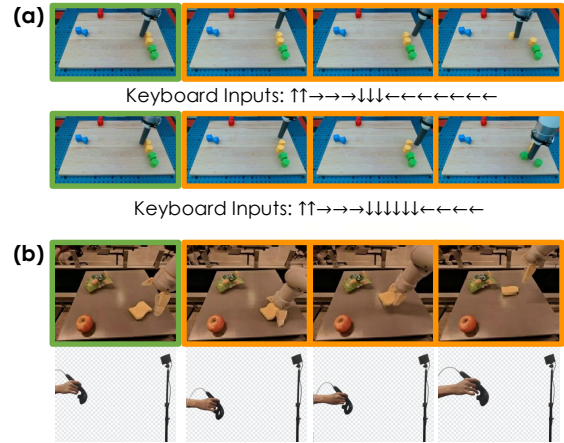 (a)
Keyboard Inputs: ↑↑→→→↓↓↓←←←←←←←
Keyboard Inputs: ↑↑→→→↓↓↓↓↓↓←←←←
(b)